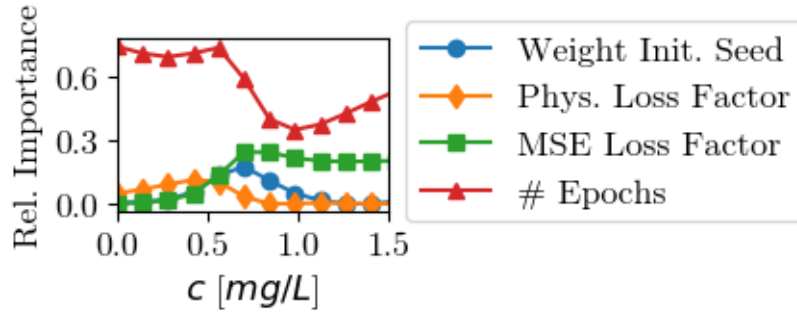 Rel. Importance
0.6
0.3
0.0
0.0 0.5 1.0 1.5
c [mg/L]
Weight Init. Seed
Phys. Loss Factor
MSE Loss Factor
# Epochs